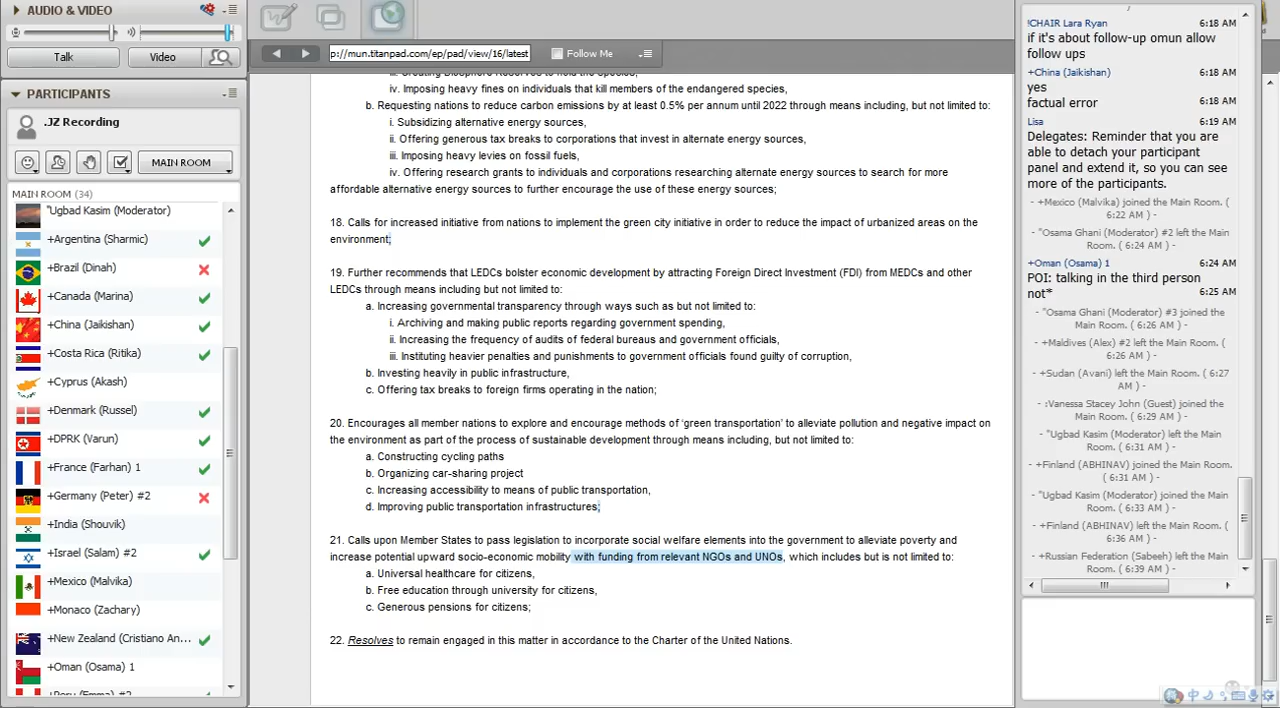 AUDIO & VIDEO
Talk
Video
PARTICIPANTS
.JZ Recording
MAIN ROOM
MAIN ROOM (34)
"Ugbad Kasim (Moderator)
+Argentina (Sharmic)
+Brazil (Dinah)
+Canada (Marina)
+China (Jaikishan)
+Costa Rica (Ritika)
+Cyprus (Akash)
+Denmark (Russel)
+DPRK (Varun)
+France (Farhan) 1
+Germany (Peter) #2
+India (Shouvik)
+Israel (Salam) #2
+Mexico (Malvika)
+Monaco (Zachary)
+New Zealand (Cristiano An...
+Oman (Osama) 1
+Peru (Emma) #2
p://mun.titanpad.com/ep/pad/view/16/latest
Follow Me
iii. Creating Biosphere Reserves to hold the species,
iv. Imposing heavy fines on individuals that kill members of the endangered species,
b. Requesting nations to reduce carbon emissions by at least 0.5% per annum until 2022 through means including, but not limited to:
i. Subsidizing alternative energy sources,
ii. Offering generous tax breaks to corporations that invest in alternate energy sources,
iii. Imposing heavy levies on fossil fuels,
iv. Offering research grants to individuals and corporations researching alternate energy sources to search for more
affordable alternative energy sources to further encourage the use of these energy sources;
18. Calls for increased initiative from nations to implement the green city initiative in order to reduce the impact of urbanized areas on the
environment;
19. Further recommends that LEDCs bolster economic development by attracting Foreign Direct Investment (FDI) from MEDCs and other
LEDCs through means including but not limited to:
a. Increasing governmental transparency through ways such as but not limited to:
i. Archiving and making public reports regarding government spending,
ii. Increasing the frequency of audits of federal bureaus and government officials,
iii. Instituting heavier penalties and punishments to government officials found guilty of corruption,
b. Investing heavily in public infrastructure,
c. Offering tax breaks to foreign firms operating in the nation;
20. Encourages all member nations to explore and encourage methods of ‘green transportation’ to alleviate pollution and negative impact on
the environment as part of the process of sustainable development through means including, but not limited to:
a. Constructing cycling paths
b. Organizing car-sharing project
c. Increasing accessibility to means of public transportation,
d. Improving public transportation infrastructures;
21. Calls upon Member States to pass legislation to incorporate social welfare elements into the government to alleviate poverty and
increase potential upward socio-economic mobility with funding from relevant NGOs and UNOs, which includes but is not limited to:
a. Universal healthcare for citizens,
b. Free education through university for citizens,
c. Generous pensions for citizens;
22. Resolves to remain engaged in this matter in accordance to the Charter of the United Nations.
!CHAIR Lara Ryan 6:18 AM
if it's about follow-up omun allow
follow ups
+China (Jaikishan) 6:18 AM
yes
factual error 6:18 AM
Lisa 6:19 AM
Delegates: Reminder that you are
able to detach your participant
panel and extend it, so you can see
more of the participants.
- +Mexico (Malvika) joined the Main Room. (
6:22 AM ) -
- "Osama Ghani (Moderator) #2 left the
Main Room. ( 6:24 AM ) -
+Oman (Osama) 1 6:24 AM
POI: talking in the third person
not* 6:25 AM
- "Osama Ghani (Moderator) #3 joined the
Main Room. ( 6:26 AM ) -
- +Maldives (Alex) #2 left the Main Room. (
6:26 AM ) -
- +Sudan (Avani) left the Main Room. ( 6:27
AM ) -
- :Vanessa Stacey John (Guest) joined the
Main Room. ( 6:29 AM ) -
- "Ugbad Kasim (Moderator) left the
Main Room. ( 6:31 AM ) -
- +Finland (ABHINAV) joined the Main Room.
( 6:31 AM ) -
- "Ugbad Kasim (Moderator) joined the
Main Room. ( 6:33 AM ) -
- +Finland (ABHINAV) left the Main Room. (
6:36 AM ) -
- +Russian Federation (Sabeeh) left the Main
Room. ( 6:39 AM ) -
中